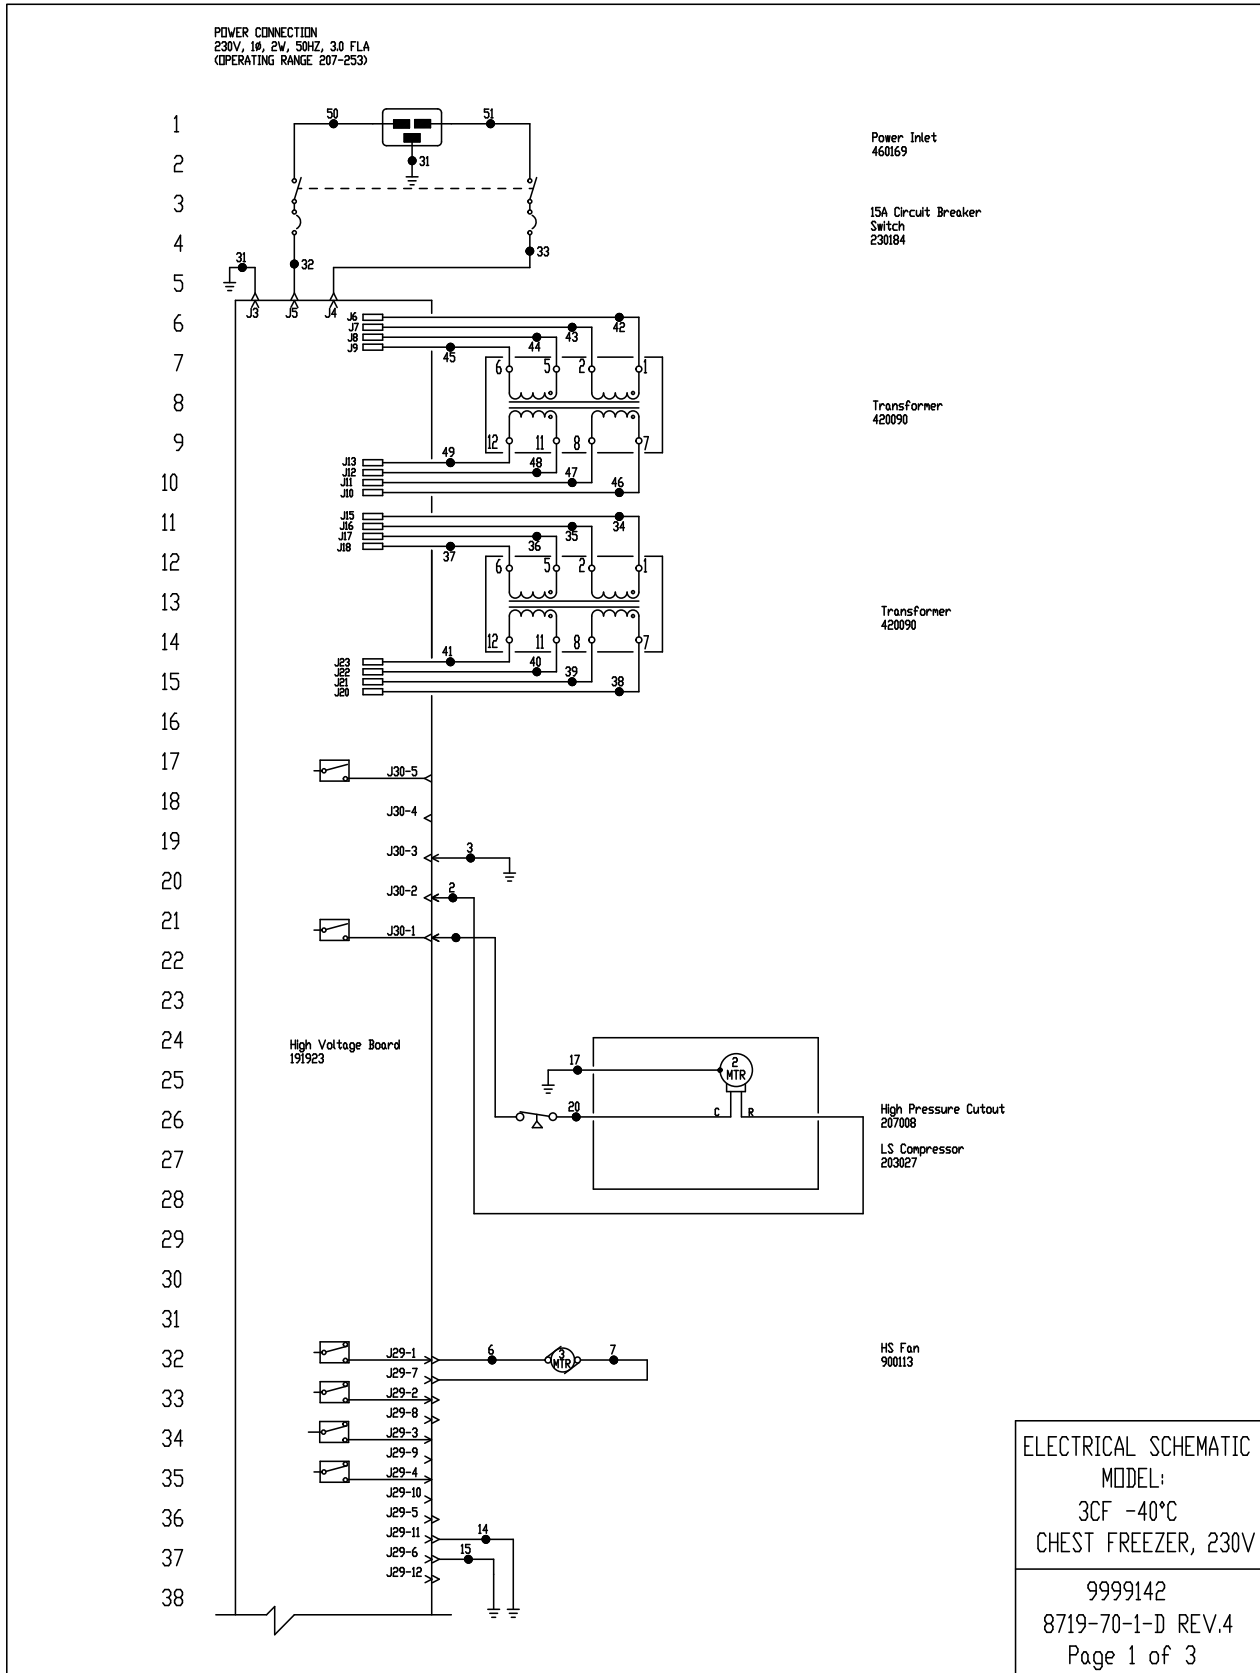 POWER CONNECTION
230V, 1ø, 2W, 50HZ, 3.0 FLA
(OPERATING RANGE 207-253)
1
50
51
Power Inlet
460169
2
31
3
15A Circuit Breaker
Switch
230184
4
31
32
33
5
J3
J5
J4
6
J6
J7
J8
J9
42
43
44
45
7
6
5
2
1
8
Transformer
420090
9
12
11
8
7
10
J13
J12
J11
J10
49
48
47
46
11
J15
J16
J17
J18
34
35
36
37
12
6
5
2
1
13
Transformer
420090
14
12
11
8
7
15
J23
J22
J21
J20
41
40
39
38
16
17
J30-5
18
J30-4
19
J30-3
3
20
J30-2
2
21
J30-1
22
23
24
High Voltage Board
191923
25
17
2
MTR
26
20
C
R
High Pressure Cutout
207008
27
LS Compressor
203027
28
29
30
31
32
J29-1
6
3
MTR
7
HS Fan
900113
J29-7
33
J29-2
J29-8
34
J29-3
J29-9
35
J29-4
J29-10
36
J29-5
J29-11
14
37
J29-6
15
J29-12
38
ELECTRICAL SCHEMATIC
MODEL:
3CF -40°C
CHEST FREEZER, 230V
9999142
8719-70-1-D REV.4
Page 1 of 3